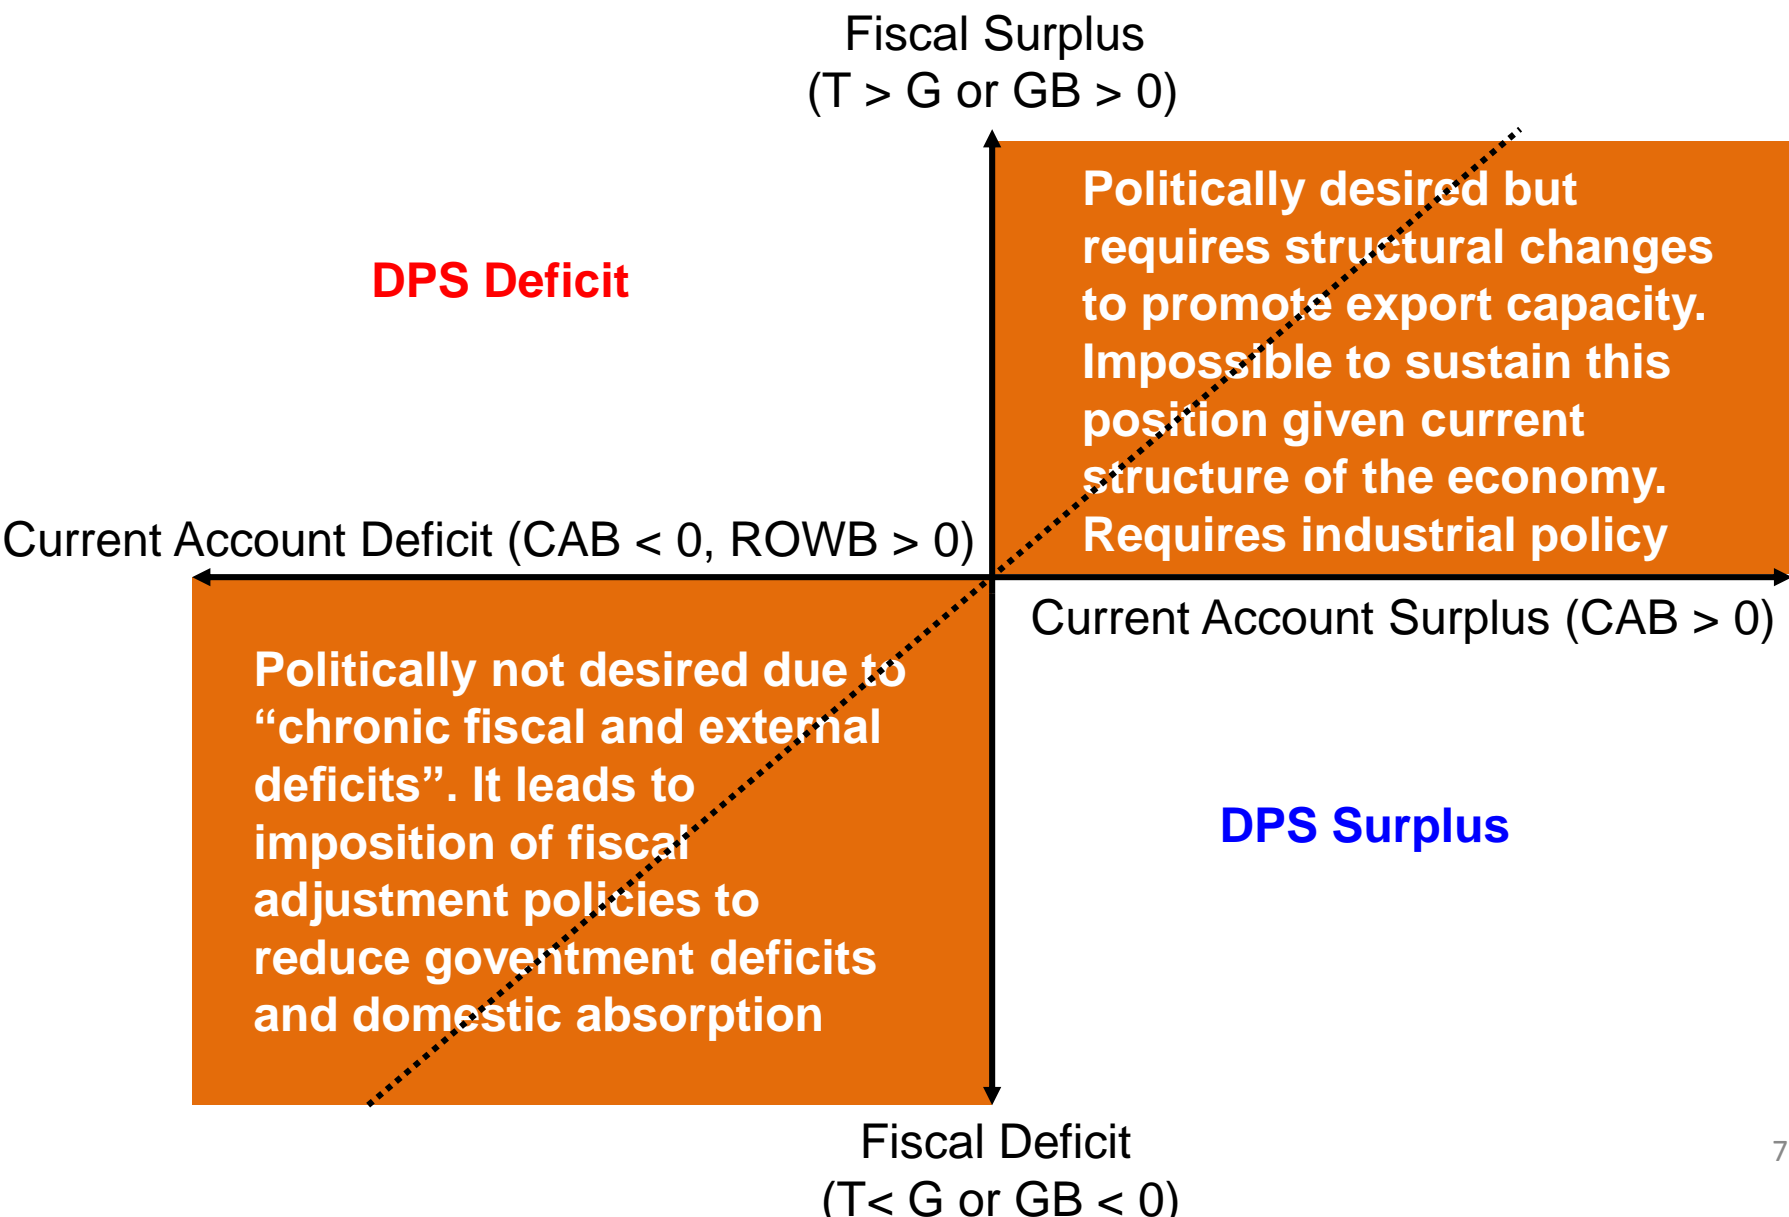 Fiscal Surplus
(T > G or GB > 0)
DPS Deficit
Politically desired but
requires structural changes
to promote export capacity.
Impossible to sustain this
position given current
structure of the economy.
Requires industrial policy
Current Account Deficit (CAB < 0, ROWB > 0)
Current Account Surplus (CAB > 0)
Politically not desired due to
“chronic fiscal and external
deficits”. It leads to
imposition of fiscal
adjustment policies to
reduce goventment deficits
and domestic absorption
DPS Surplus
Fiscal Deficit
(T< G or GB < 0)
7